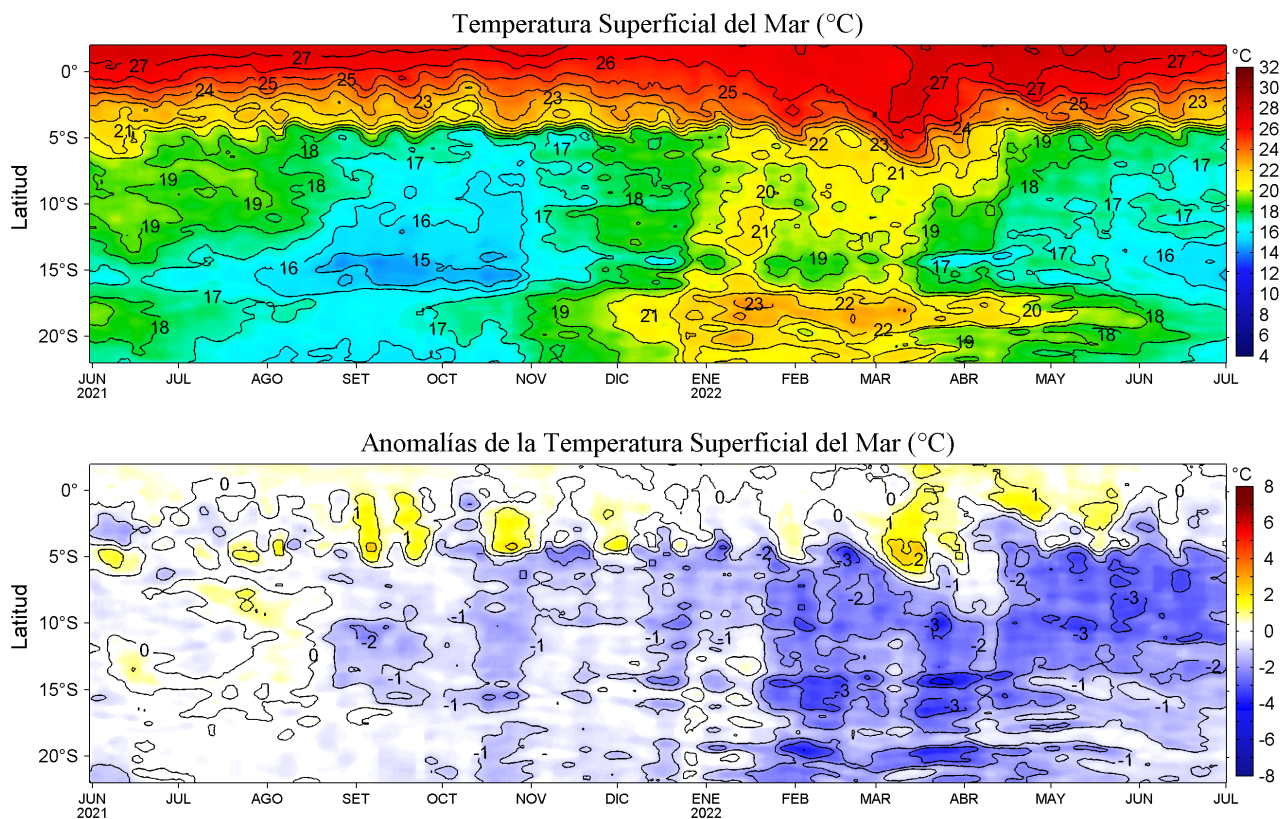 Temperatura Superficial del Mar (°C)
27 27 26 27 27
24 25 25 23 23 25 27 25 23
21 22 23 24
18 17 17 21 19 17
19 18 20 18
19 16 17 18 19 17
21
16 15 19 17 17 16
17 17 19 21 23 22 20 18
18 22 19 18
0°
5°S
10°S
15°S
20°S
Latitud
JUN JUL AGO SET OCT NOV DIC ENE FEB MAR ABR MAY JUN JUL
2021 2022
°C
32
30
28
26
24
22
20
18
16
14
12
10
8
6
4
Anomalías de la Temperatura Superficial del Mar (°C)
0 0 0 1 0
1 1 0 1
-2 -3 2 -1 -2 -3
-2
-2 -1 -1 -1 -1 -3 -2 -3
0 0 -1 -3 -3 -1 -2
-1 -1
0°
5°S
10°S
15°S
20°S
Latitud
JUN JUL AGO SET OCT NOV DIC ENE FEB MAR ABR MAY JUN JUL
2021 2022
°C
8
6
4
2
0
-2
-4
-6
-8